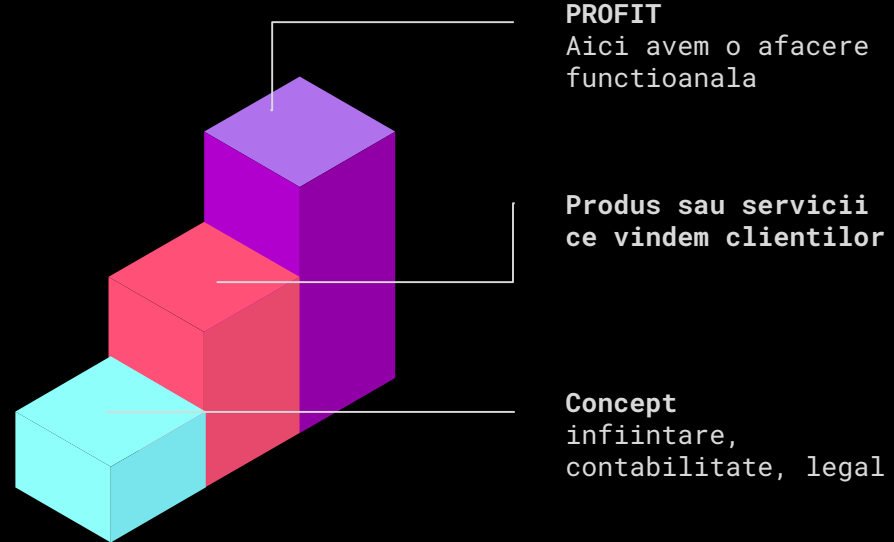 PROFIT
Aici avem o afacere
functioanala
Produs sau servicii
ce vindem clientilor
Concept
infiintare,
contabilitate, legal